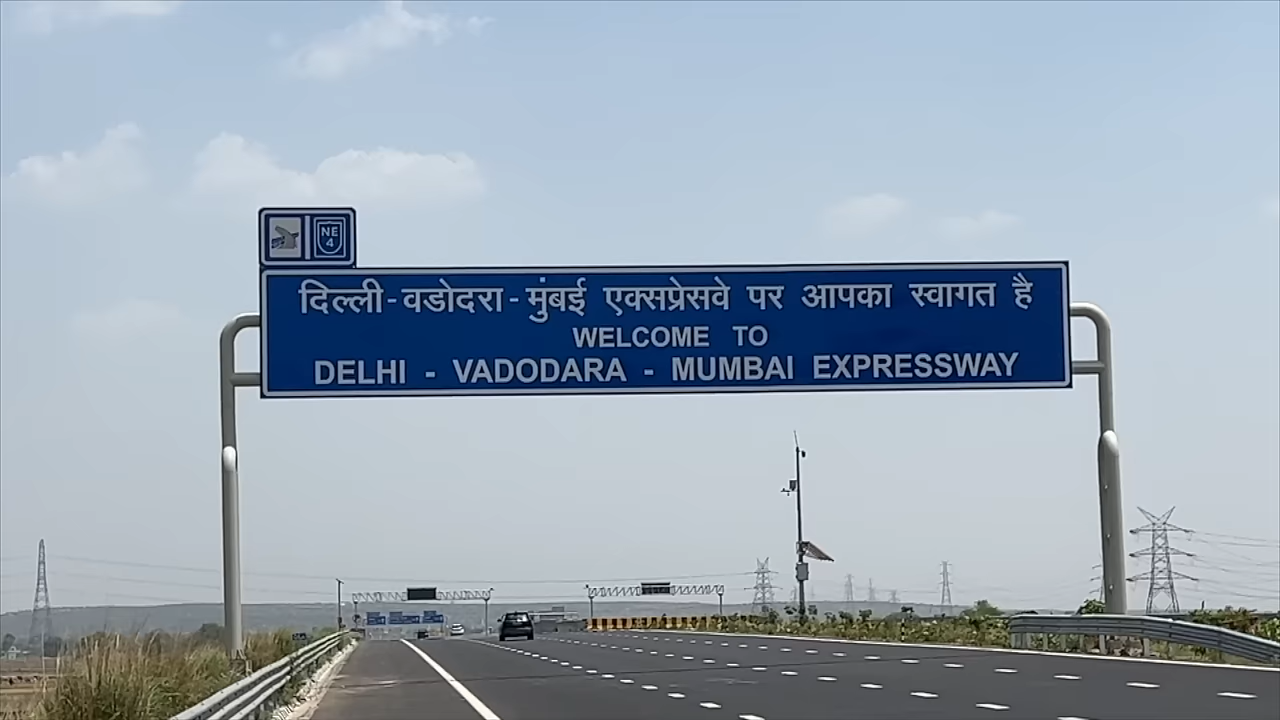 NE
4
दिल्ली - वडोदरा - मुंबई एक्सप्रेसवे पर आपका स्वागत है
WELCOME TO
DELHI - VADODARA - MUMBAI EXPRESSWAY